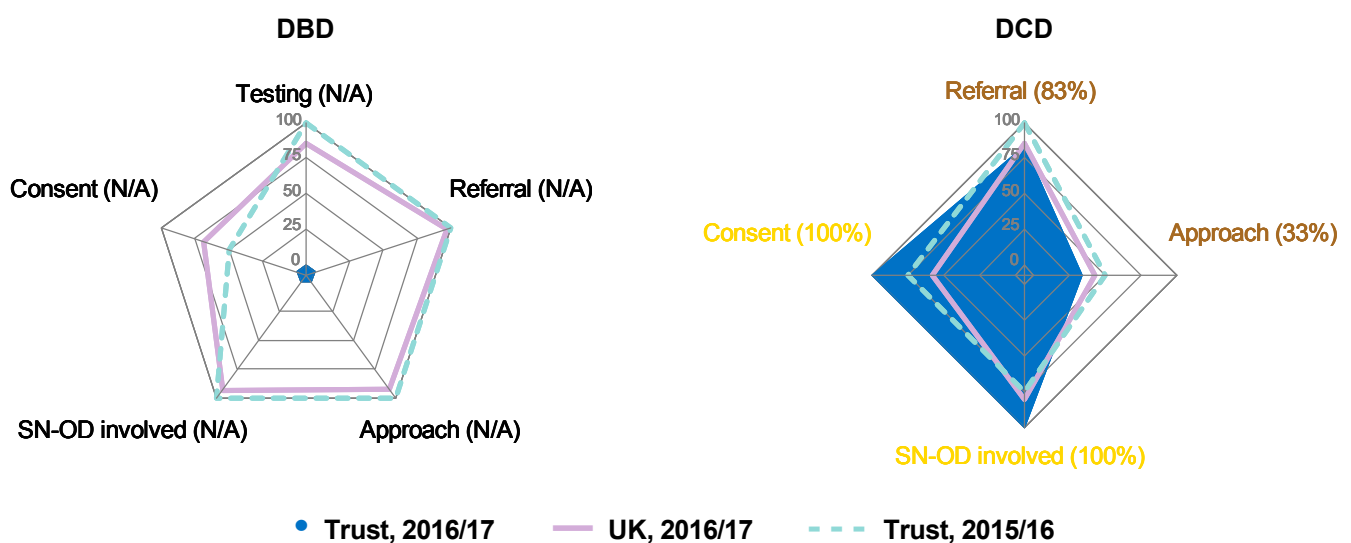 DBD
DCD
Testing (N/A)
Referral (83%)
100
75
50
25
0
100
75
50
25
0
Consent (N/A)
Referral (N/A)
Consent (100%)
Approach (33%)
SN-OD involved (N/A)
Approach (N/A)
SN-OD involved (100%)
Trust, 2016/17
UK, 2016/17
Trust, 2015/16